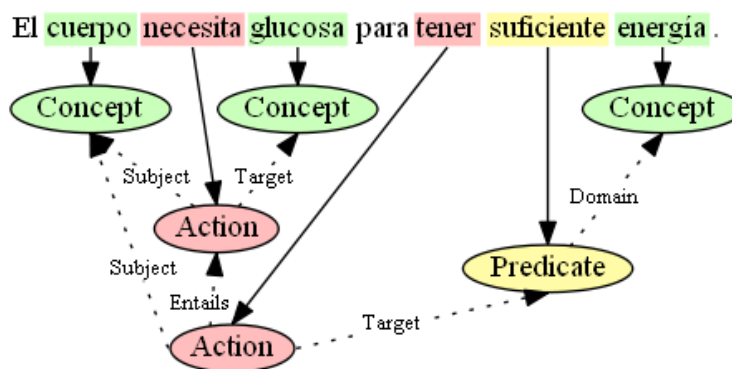 El cuerpo necesita glucosa para tener suficiente energía .
Concept Concept Concept
Subject Target
Domain
Action
Subject Predicate
Entails
Target
Action